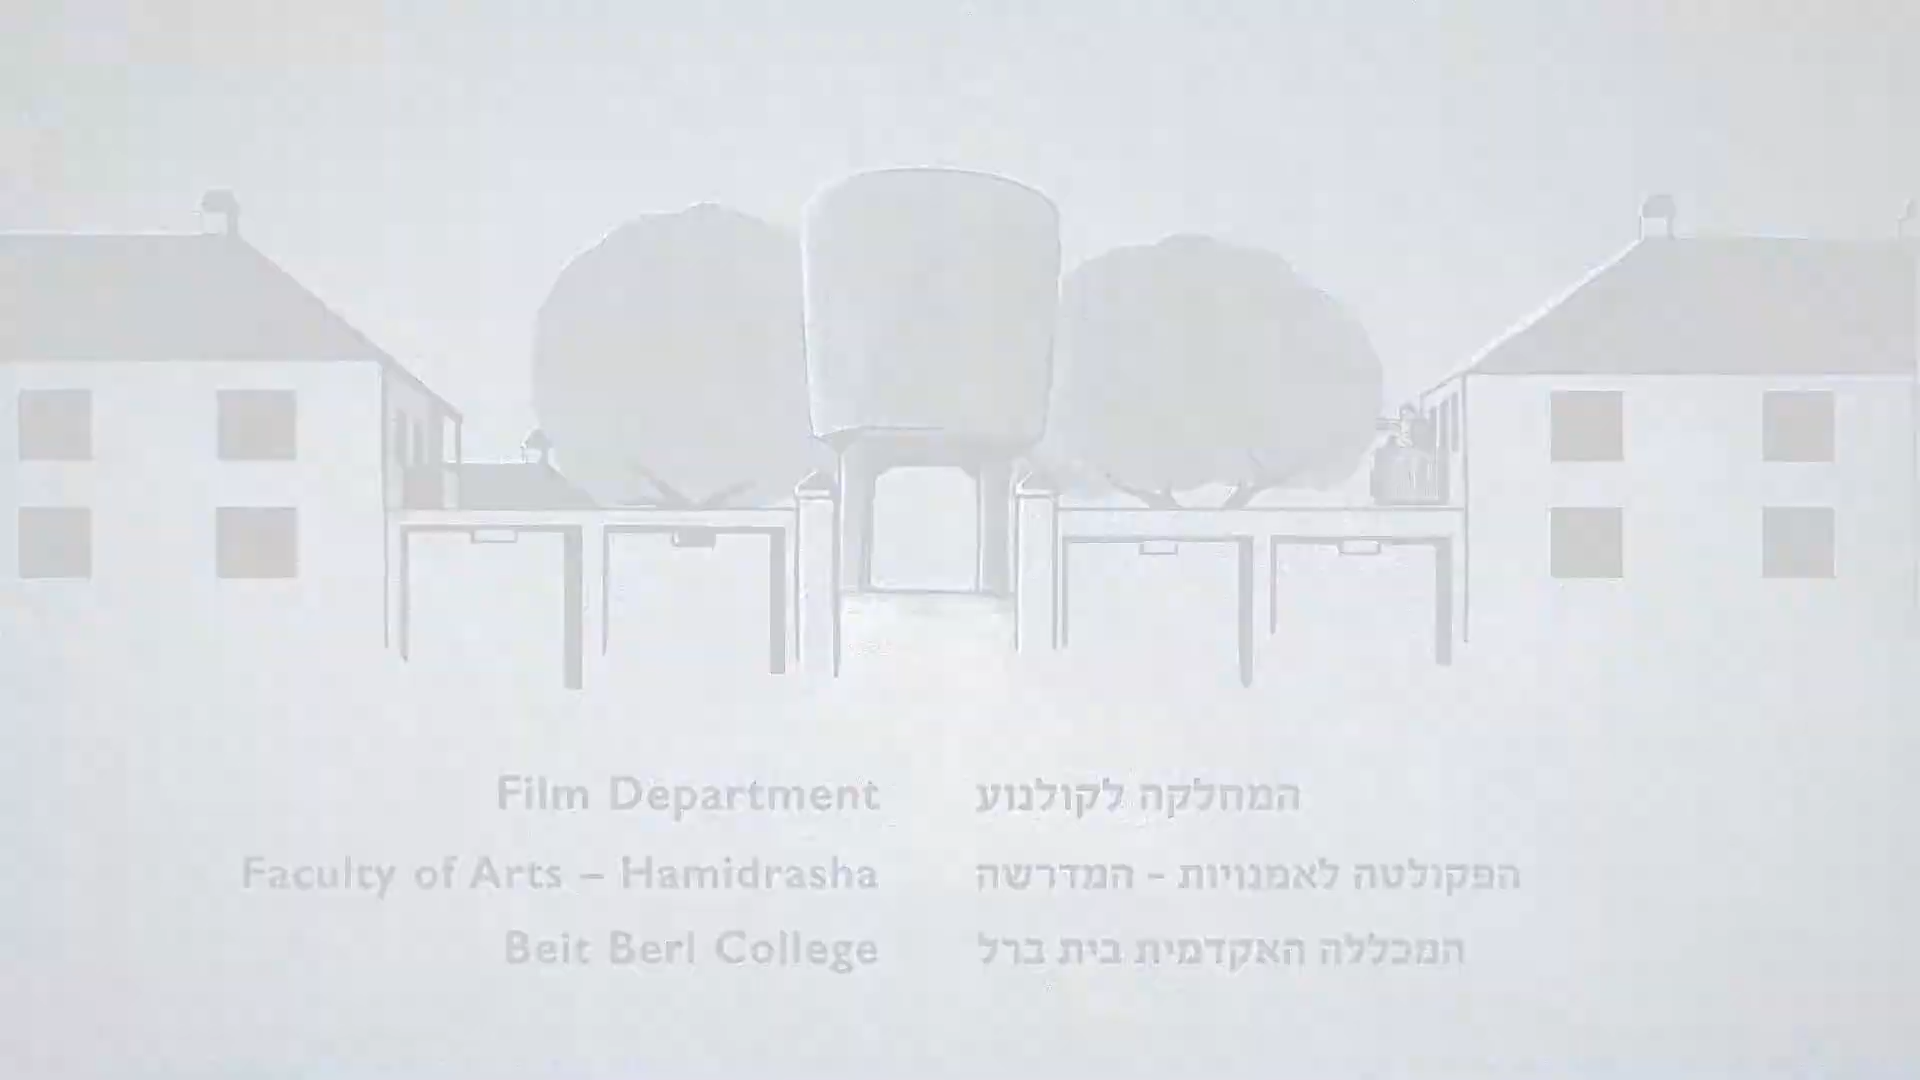 Film Department
המחלקה לקולנוע
Faculty of Arts – Hamidrasha
הפקולטה לאמנויות - המדרשה
Beit Berl College
המכללה האקדמית בית ברל